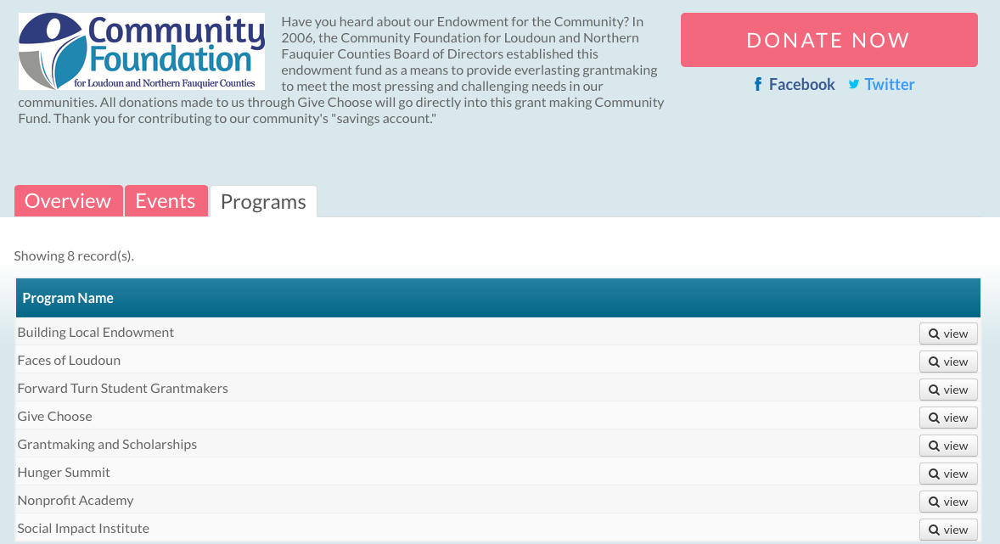 Community
Foundation
for Loudoun and Northern Fauquier Counties
Have you heard about our Endowment for the Community? In
2006, the Community Foundation for Loudoun and Northern
Fauquier Counties Board of Directors established this
endowment fund as a means to provide everlasting grantmaking
to meet the most pressing and challenging needs in our
communities. All donations made to us through Give Choose will go directly into this grant making Community
Fund. Thank you for contributing to our community's "savings account."
DONATE NOW
Facebook Twitter
Overview Events Programs
Showing 8 record(s).
Program Name
Building Local Endowment view
Faces of Loudoun view
Forward Turn Student Grantmakers view
Give Choose view
Grantmaking and Scholarships view
Hunger Summit view
Nonprofit Academy view
Social Impact Institute view